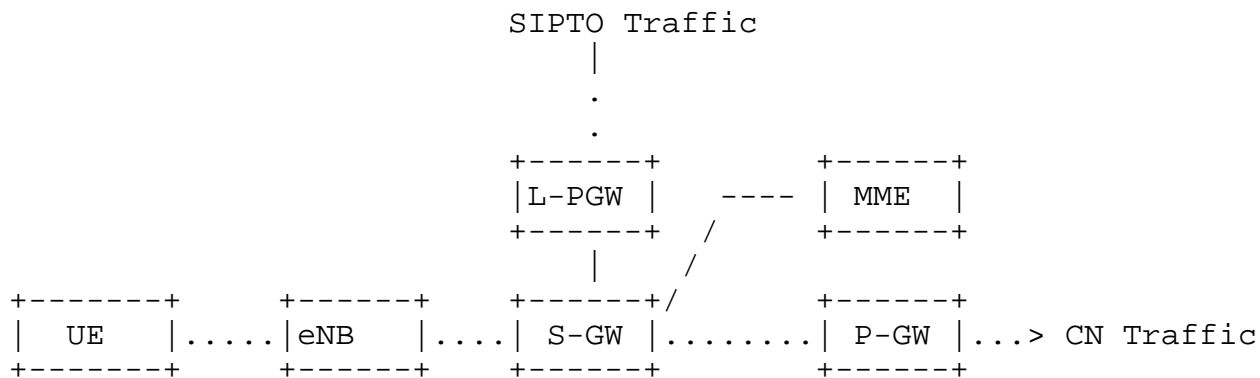 SIPTO Traffic
|
.
.
+------+ +------+
|L-PGW | ---- | MME |
+------+ / +------+
| /
+-------+ +------+ +------+/ +------+
| UE |.....|eNB |....| S-GW |........| P-GW |...> CN Traffic
+-------+ +------+ +------+ +------+